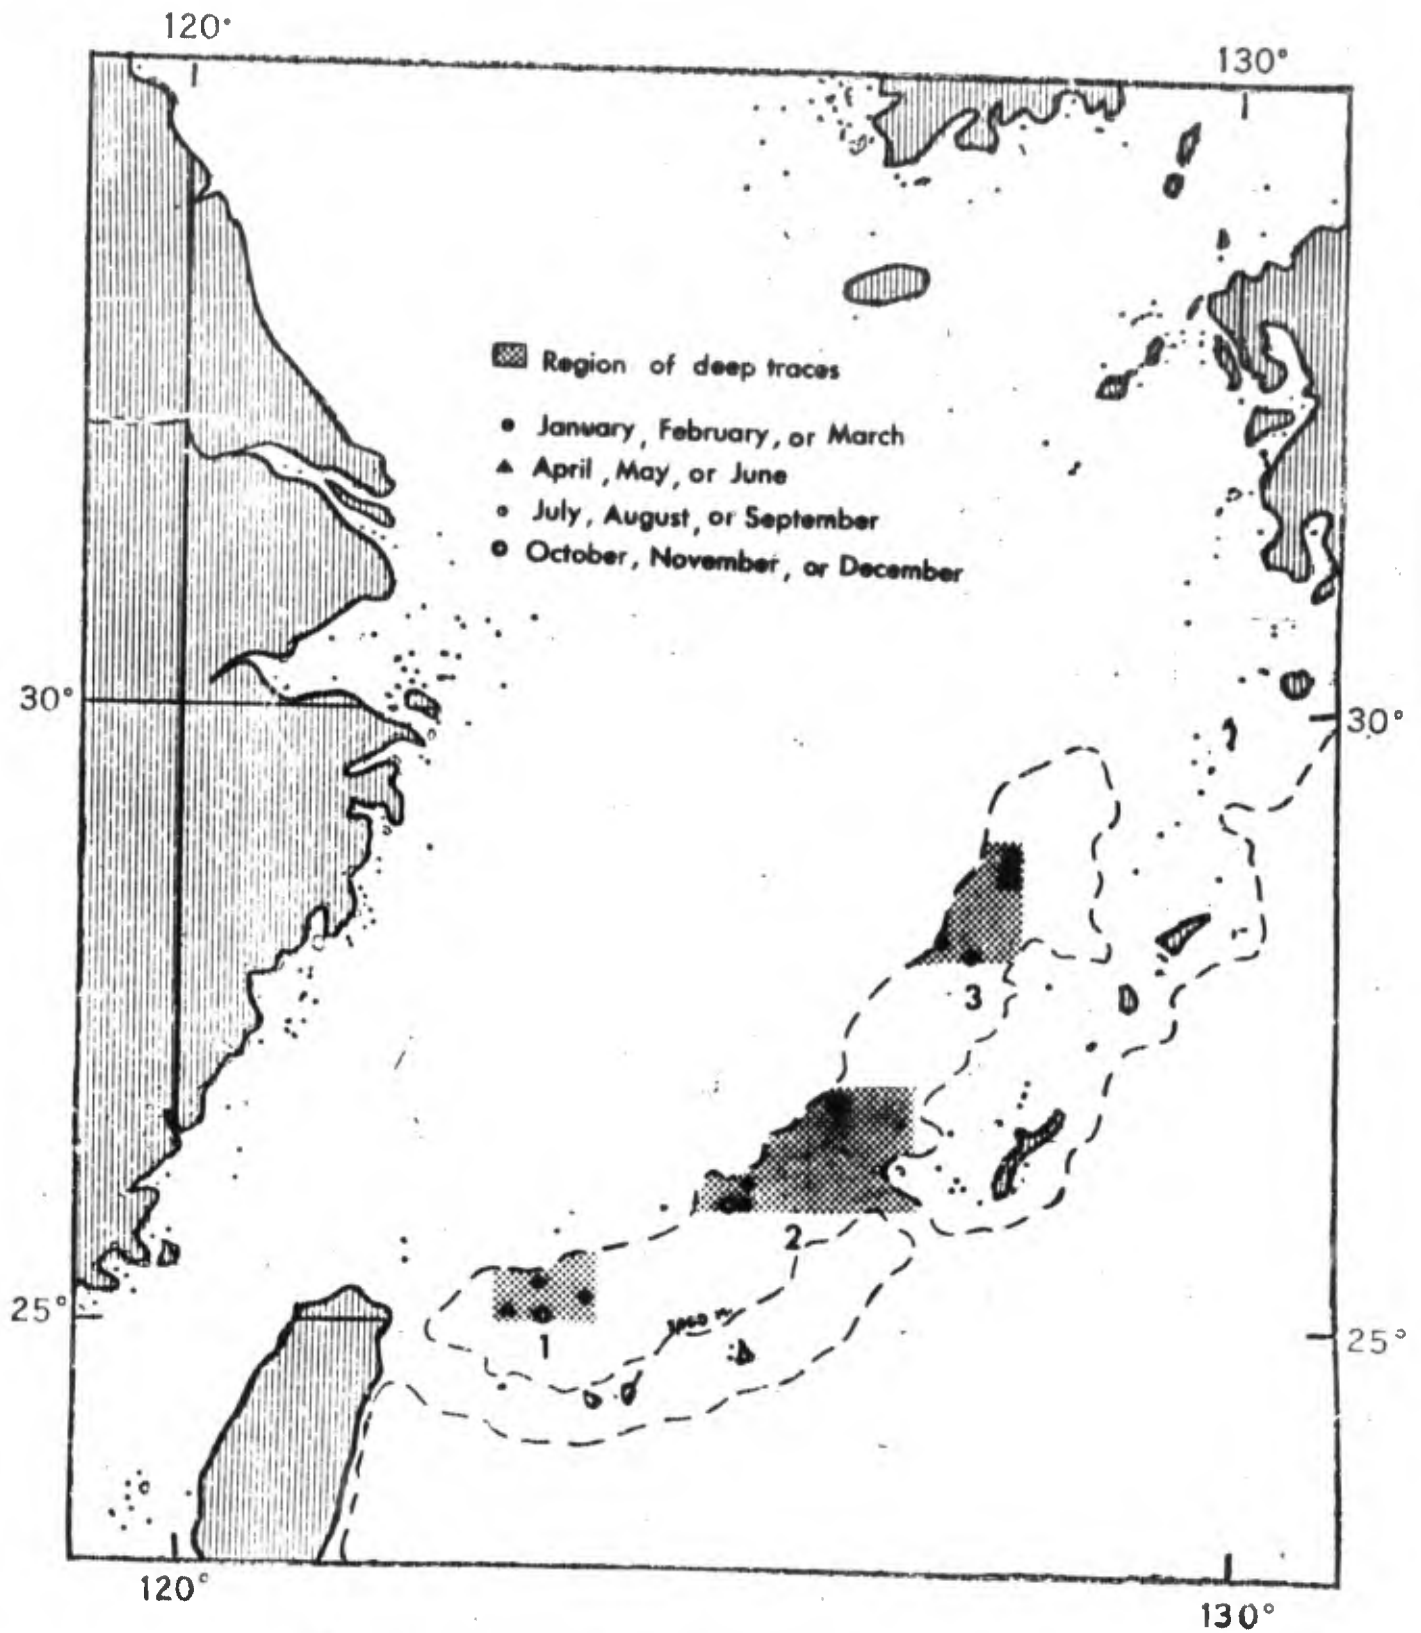 120°
130°
Region of deep traces
January, February, or March
April, May, or June
July, August, or September
October, November, or December
30°
30°
3
2
25°
1
25°
120°
130°